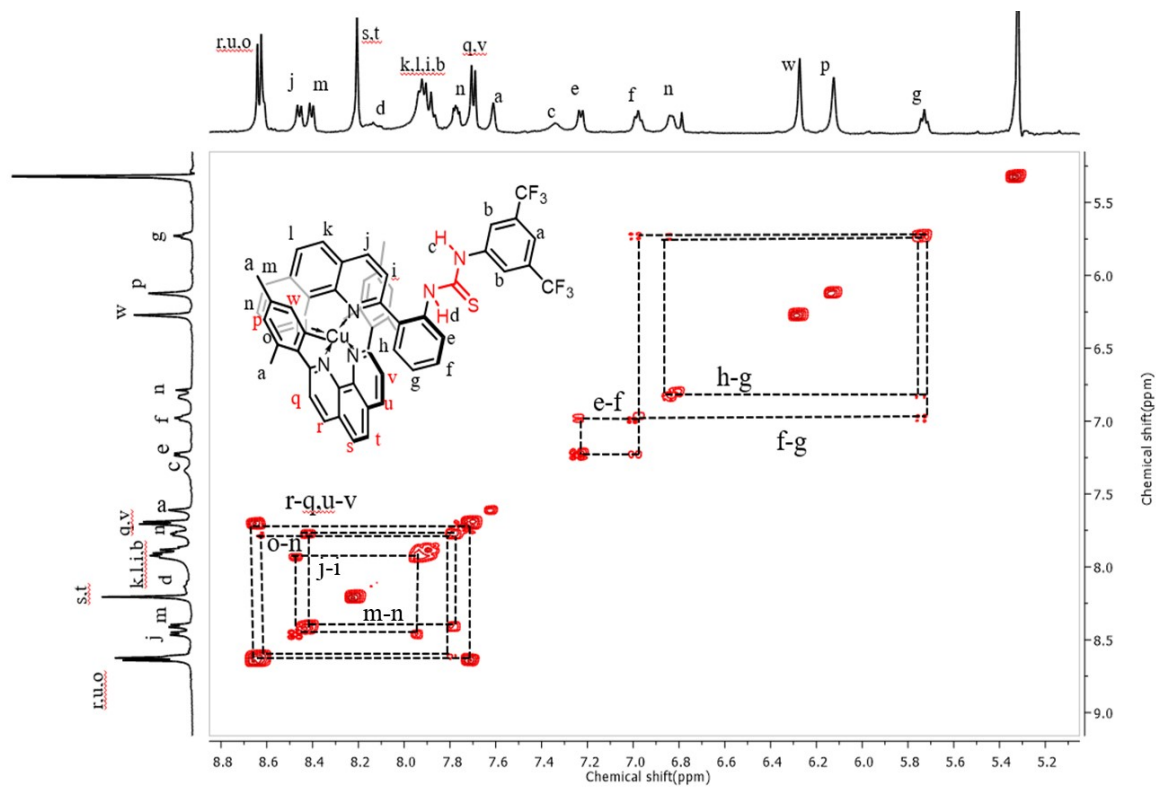 r,u,o
j
m
s,t
d
k,l,i,b
n
q,v
a
c
e
f
n
w
p
g
g
p
w
n
f
e
c
a
q,v
n
k,l,i,b
d
s,t
m
j
r,u,o
CF3
b
a
H
c
N
b
CF3
N
S
H
d
l
k
j
i
a
m
w
N
n
p
o
Cu
N
N
h
e
f
g
a
v
u
q
r
s
t
h-g
e-f
f-g
r-q,u-v
o-n
j-i
m-n
5.5
6.0
6.5
7.0
7.5
8.0
8.5
9.0
Chemical shift(ppm)
8.8 8.6 8.4 8.2 8.0 7.8 7.6 7.4 7.2 7.0 6.8 6.6 6.4 6.2 6.0 5.8 5.6 5.4 5.2
Chemical shift(ppm)